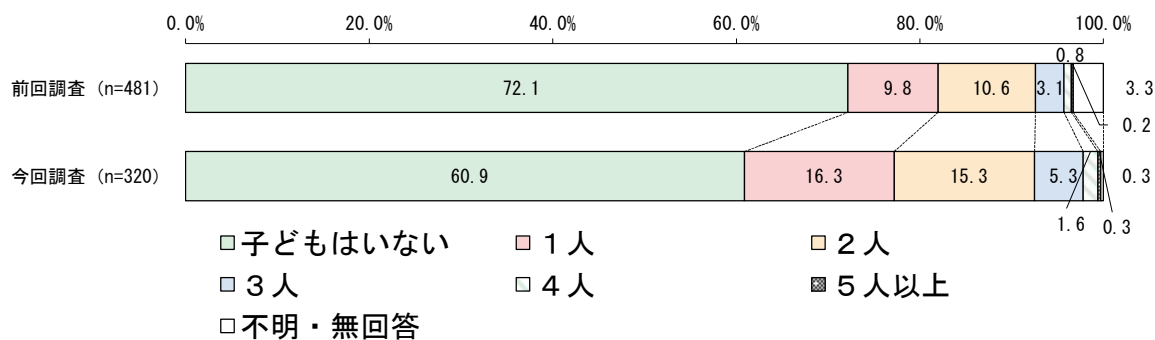 0.0% 20.0% 40.0% 60.0% 80.0% 100.0%
0.8
前回調査 (n=481) 72.1 9.8 10.6 3.1 3.3
0.2
今回調査 (n=320) 60.9 16.3 15.3 5.3 0.3
1.6 0.3
子どもはいない １人 ２人
３人 ４人 ５人以上
不明・無回答